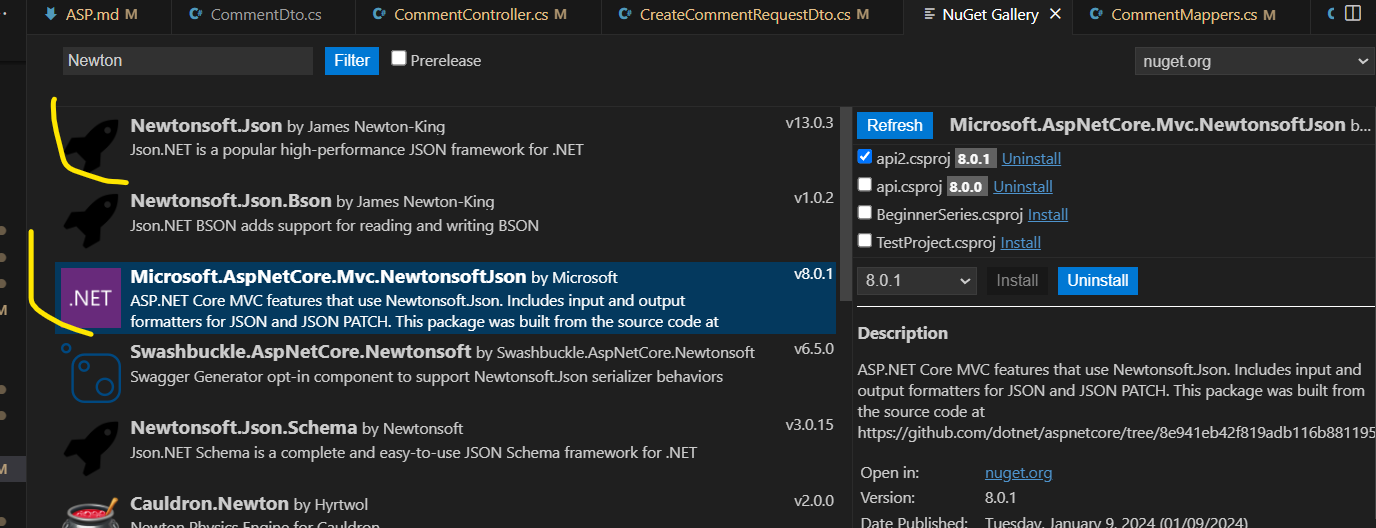 ASP.md M
CommentDto.cs
CommentController.cs M
CreateCommentRequestDto.cs M
NuGet Gallery
CommentMappers.cs M
Newton
Filter
Prerelease
nuget.org
Newtonsoft.Json by James Newton-King
v13.0.3
Json.NET is a popular high-performance JSON framework for .NET
Newtonsoft.Json.Bson by James Newton-King
v1.0.2
Json.NET BSON adds support for reading and writing BSON
.NET
Microsoft.AspNetCore.Mvc.NewtonsoftJson by Microsoft
v8.0.1
ASP.NET Core MVC features that use NewtonsoftJson. Includes input and output
formatters for JSON and JSON PATCH. This package was built from the source code at
Swashbuckle.AspNetCore.Newtonsoft by Swashbuckle.AspNetCore.Newtonsoft
v6.5.0
Swagger Generator opt-in component to support NewtonsoftJson serializer behaviors
Newtonsoft.Json.Schema by Newtonsoft
v3.0.15
Json.NET Schema is a complete and easy-to-use JSON Schema framework for .NET
Cauldron.Newton by Hyrtwol
v2.0.0
Newton Physics Engine for Cauldron
Refresh
Microsoft.AspNetCore.Mvc.NewtonsoftJson b...
api2.csproj 8.0.1 Uninstall
api.csproj 8.0.0 Uninstall
BeginnerSeries.csproj Install
TestProject.csproj Install
8.0.1
Install
Uninstall
Description
ASP.NET Core MVC features that use NewtonsoftJson. Includes input and
output formatters for JSON and JSON PATCH. This package was built from
the source code at
https://github.com/dotnet/aspnetcore/tree/8e941eb42f819adb116b881195
Open in: nuget.org
Version: 8.0.1
Date Published: Tuesday, January 9, 2024 (01/09/2024)
M
M
M